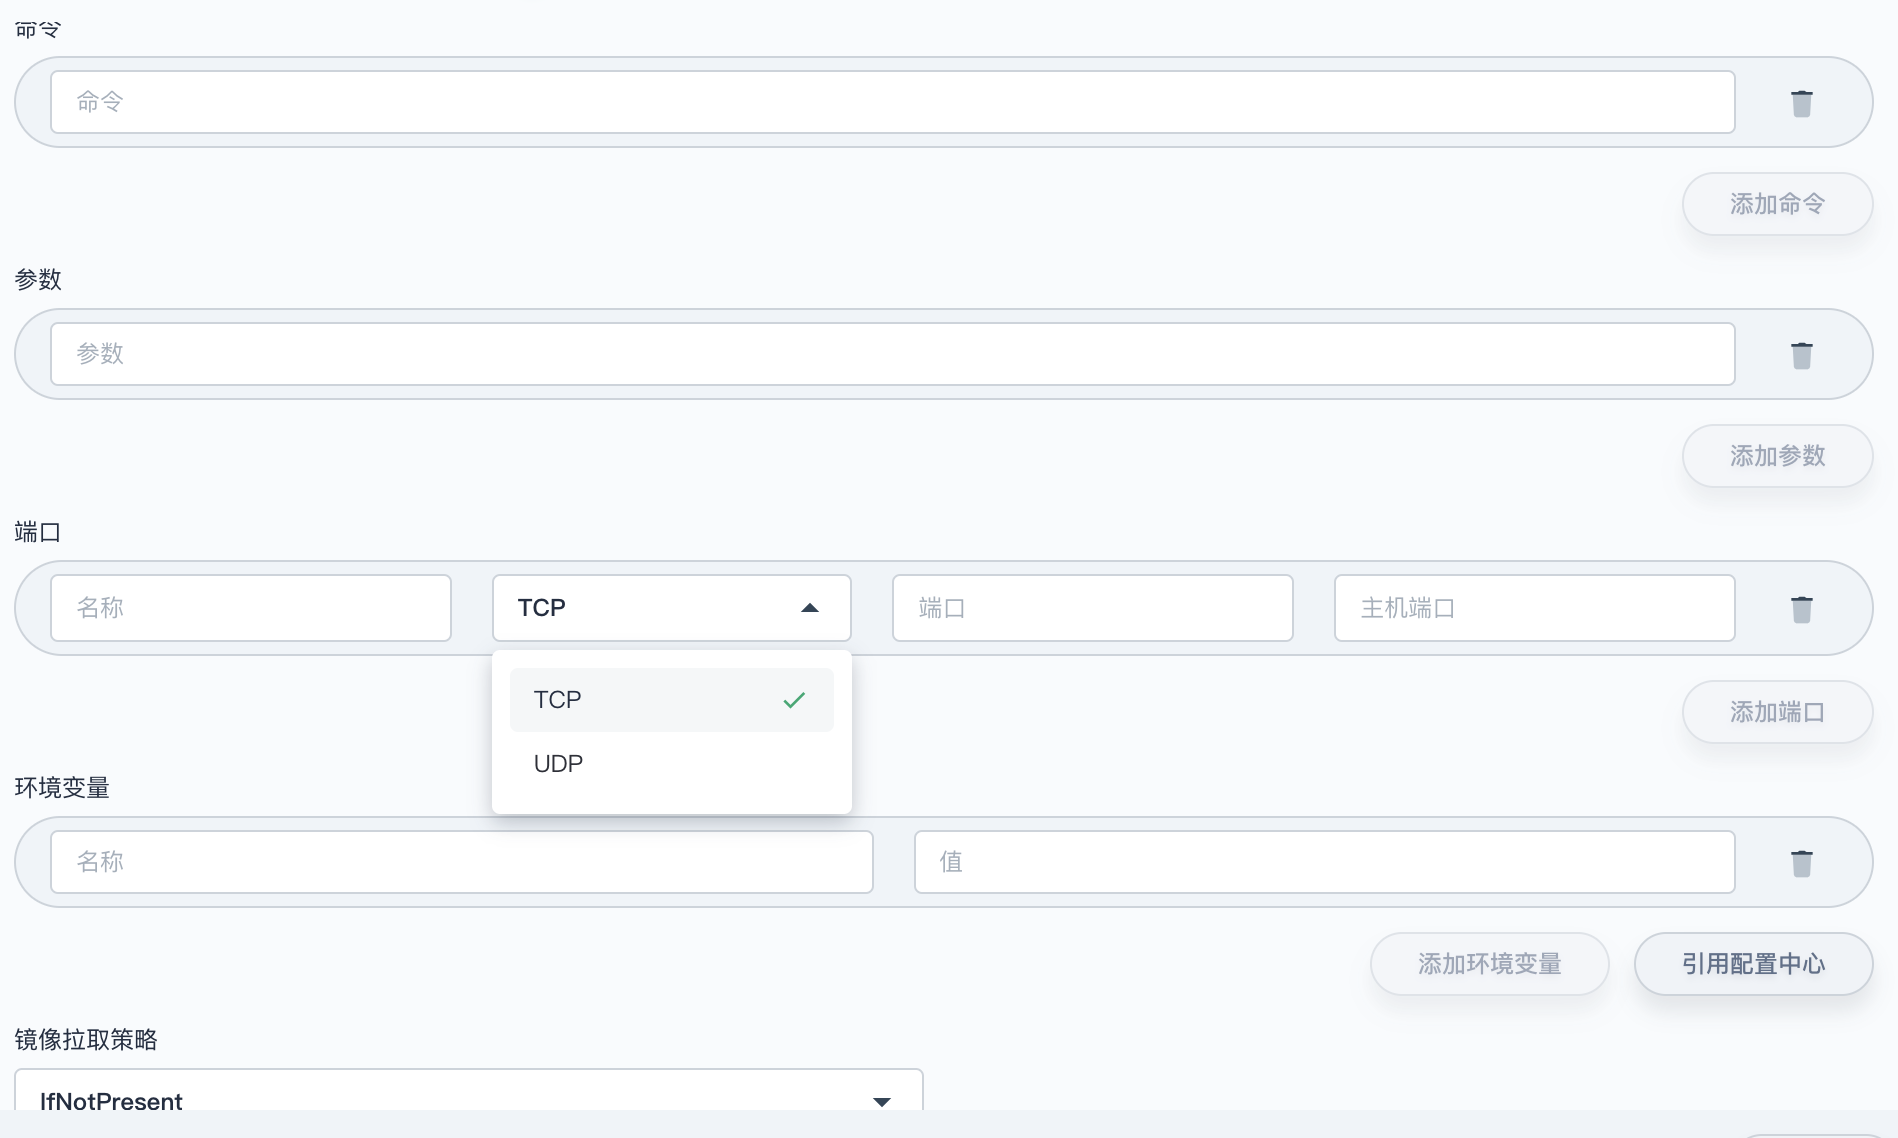 命令
命令
添加命令
参数
参数
添加参数
端口
名称 TCP 端口 主机端口
TCP
UDP
添加端口
环境变量
名称 值
添加环境变量 引用配置中心
镜像拉取策略
IfNotPresent